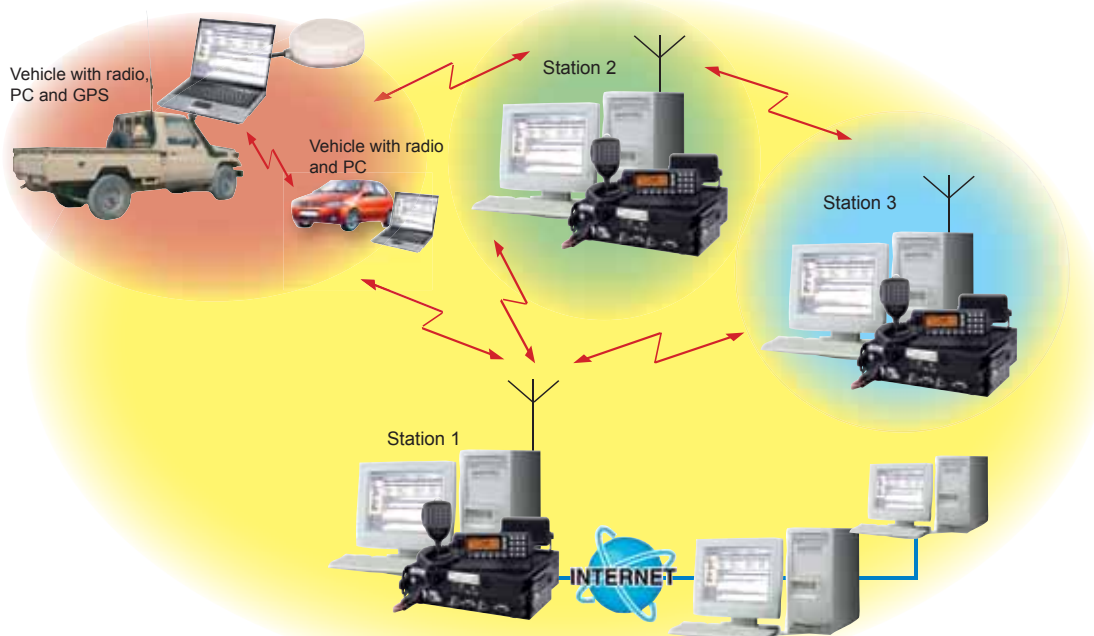 Vehicle with radio,
PC and GPS
Vehicle with radio
and PC
Station 2
Station 3
Station 1
INTERNET